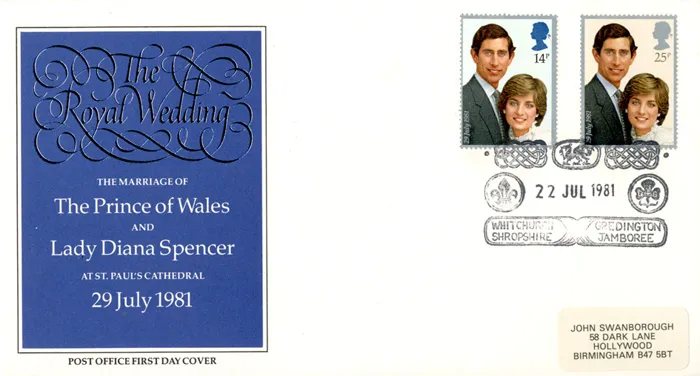 The
Royal Wedding
THE MARRIAGE OF
The Prince of Wales
AND
Lady Diana Spencer
AT ST. PAUL'S CATHEDRAL
29 July 1981
POST OFFICE FIRST DAY COVER
14P
29 July 1981
25P
29 July 1981
22 JUL 1981
WHITCHURCH GREDINGTON
SHROPSHIRE JAMBOREE
JOHN SWANBOROUGH
58 DARK LANE
HOLLYWOOD
BIRMINGHAM B47 5BT